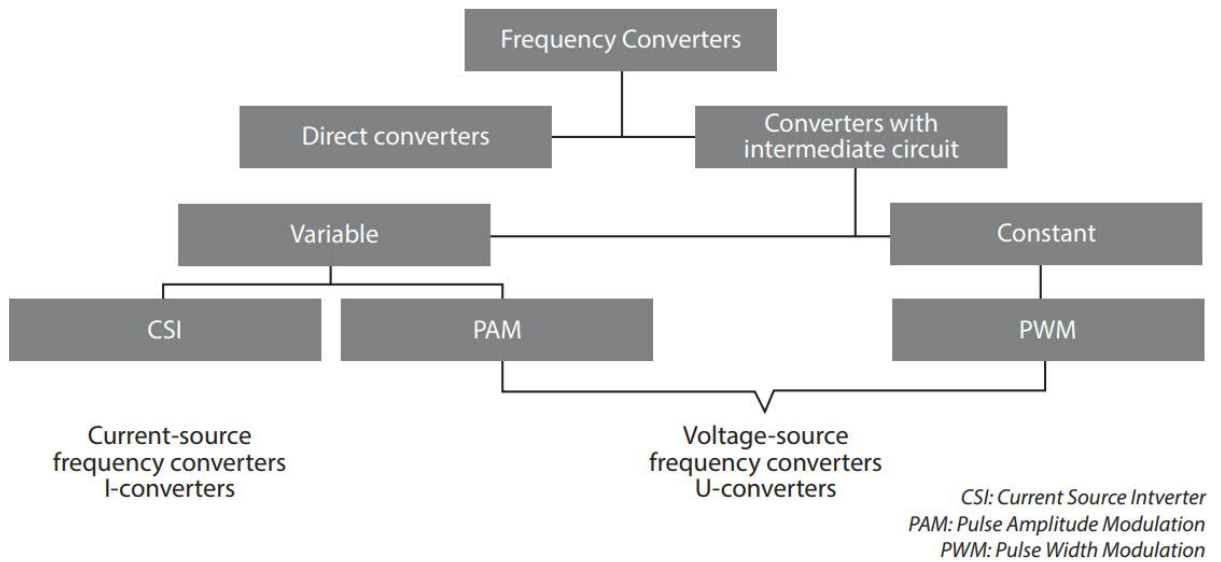 Frequency Converters
Direct converters
Converters with
intermediate circuit
Variable
Constant
CSI
PAM
PWM
Current-source
frequency converters
I-converters
Voltage-source
frequency converters
U-converters
CSI: Current Source Intverter
PAM: Pulse Amplitude Modulation
PWM: Pulse Width Modulation